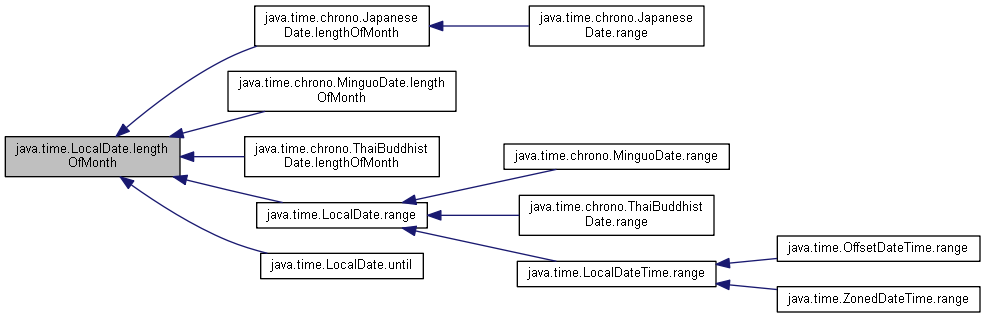 java.time.chrono.Japanese
Date.lengthOfMonth
java.time.chrono.Japanese
Date.range
java.time.chrono.MinguoDate.length
OfMonth
java.time.LocalDate.length
OfMonth
java.time.chrono.ThaiBuddhist
Date.lengthOfMonth
java.time.chrono.MinguoDate.range
java.time.LocalDate.range
java.time.chrono.ThaiBuddhist
Date.range
java.time.LocalDate.until
java.time.LocalDateTime.range
java.time.OffsetDateTime.range
java.time.ZonedDateTime.range